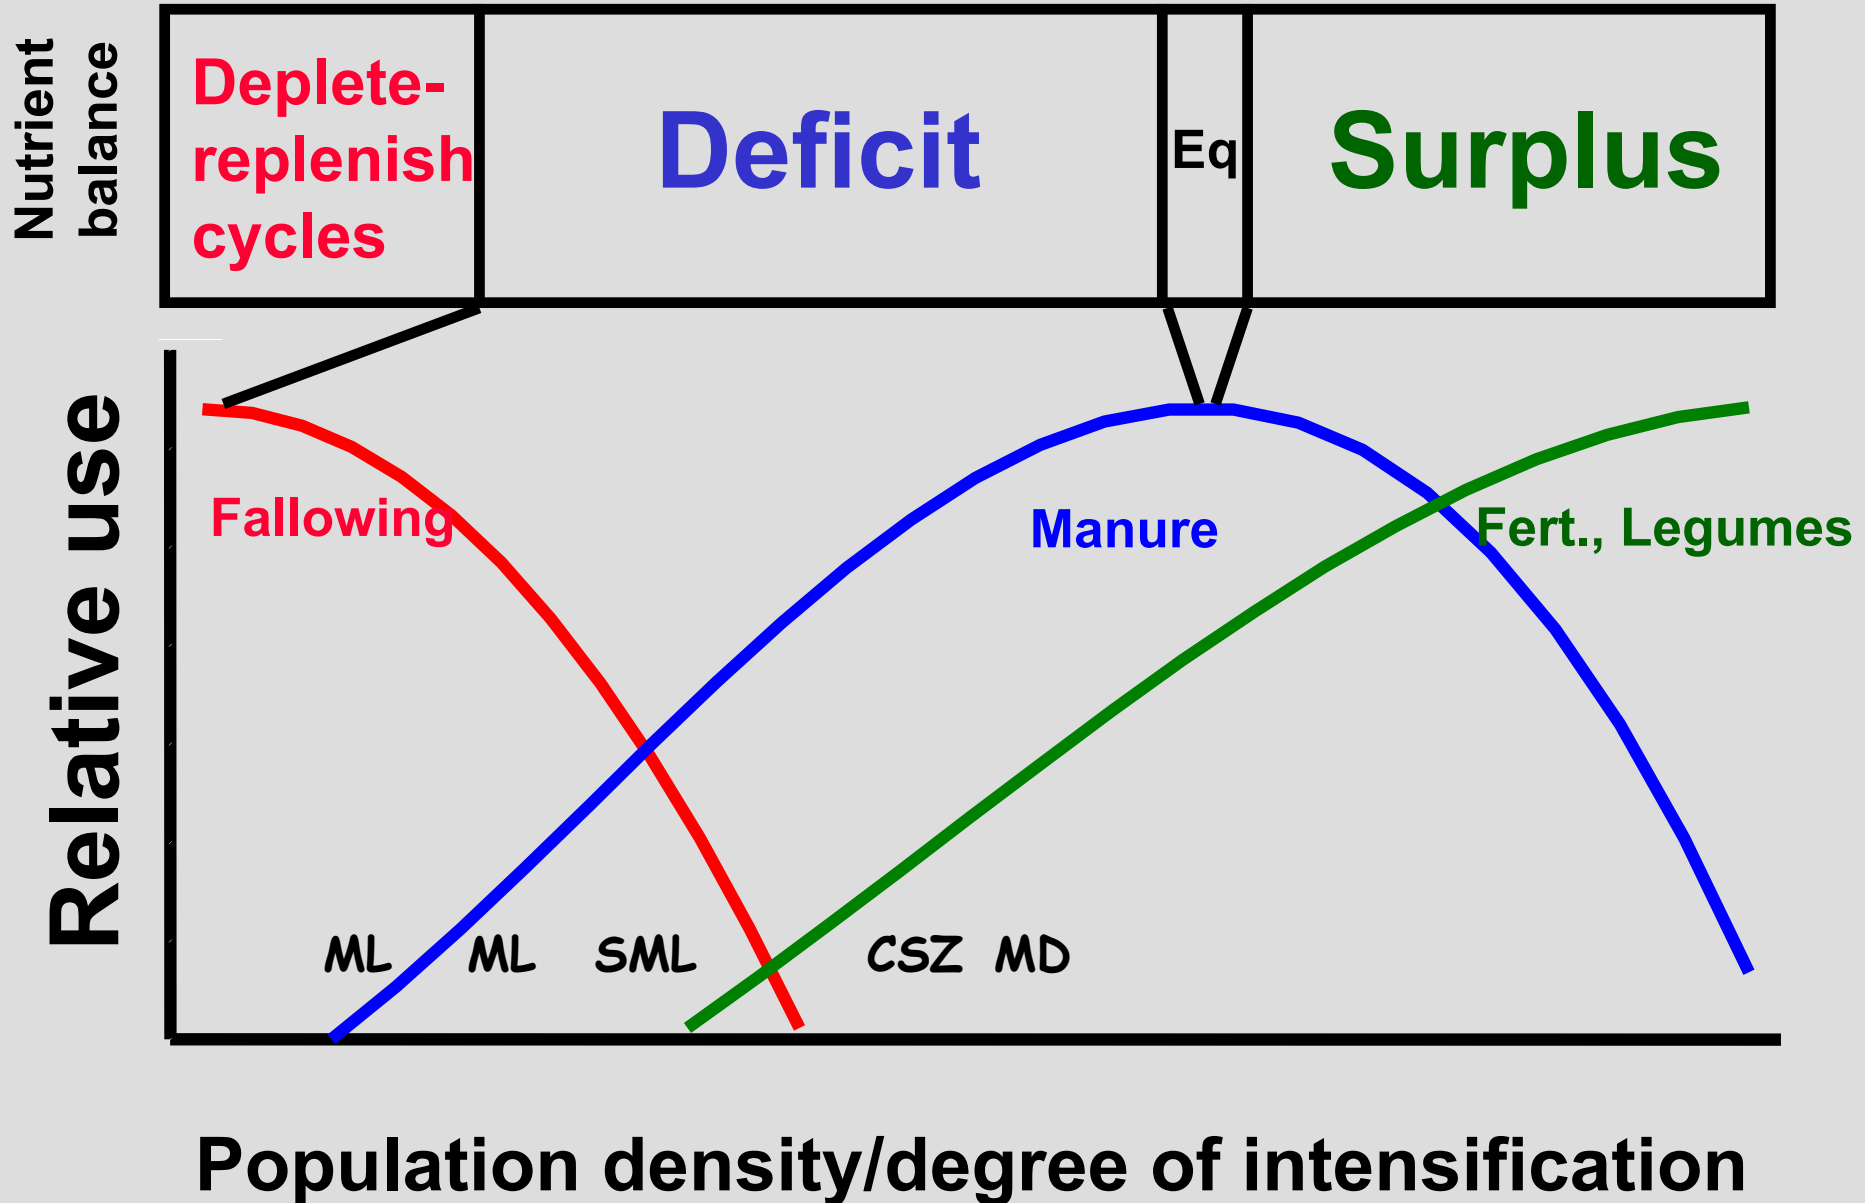 Nutrient
balance
Deplete-
replenish
cycles
Deficit
Eq
Surplus
Relative use
Fallowing
Manure
Fert., Legumes
ML ML SML CSZ MD
Population density/degree of intensification